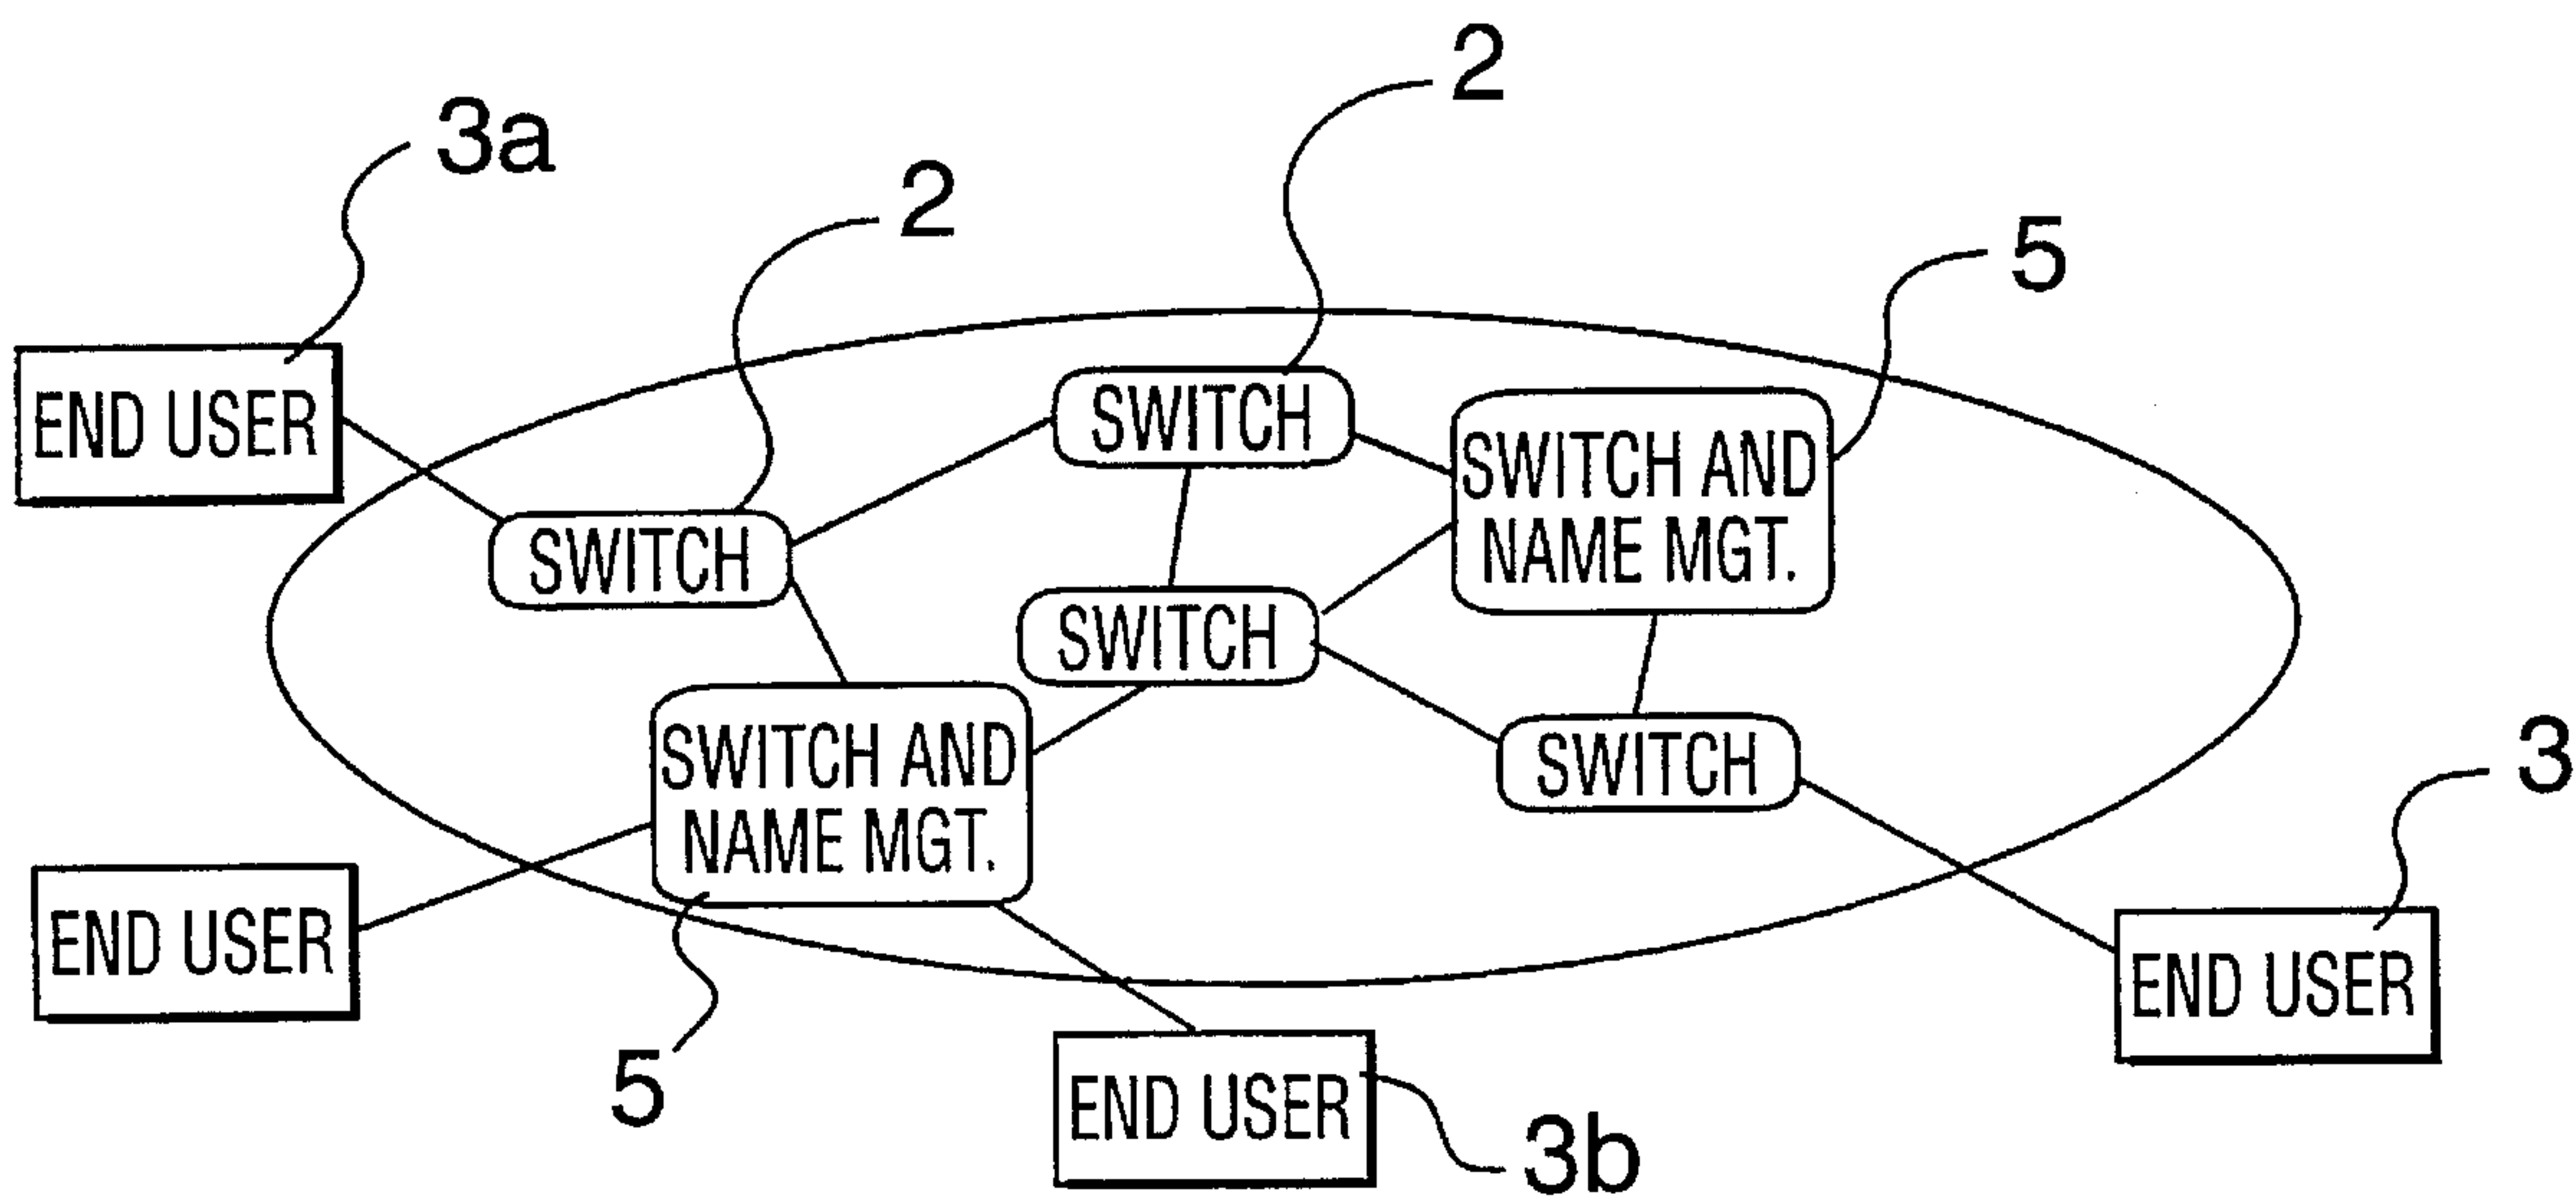 2
3a
2
5
END USER
SWITCH
SWITCH AND
NAME MGT.
SWITCH
SWITCH
SWITCH AND
NAME MGT.
SWITCH
3
END USER
END USER
5
END USER
3b